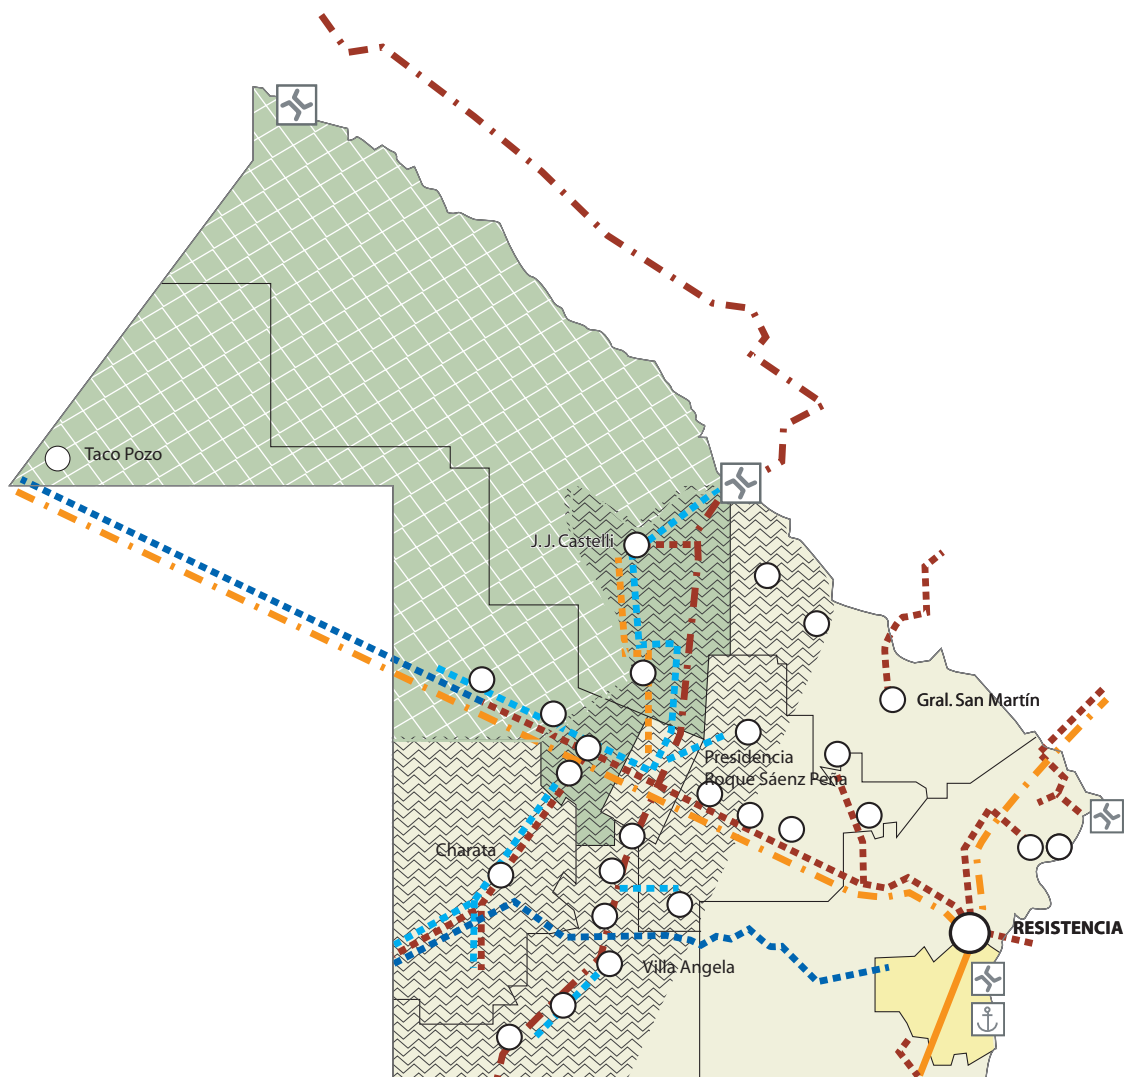 Taco Pozo
J. J. Castelli
Gral. San Martín
Presidencia
Roque Sáenz Peña
Charata
RESISTENCIA
Villa Angela